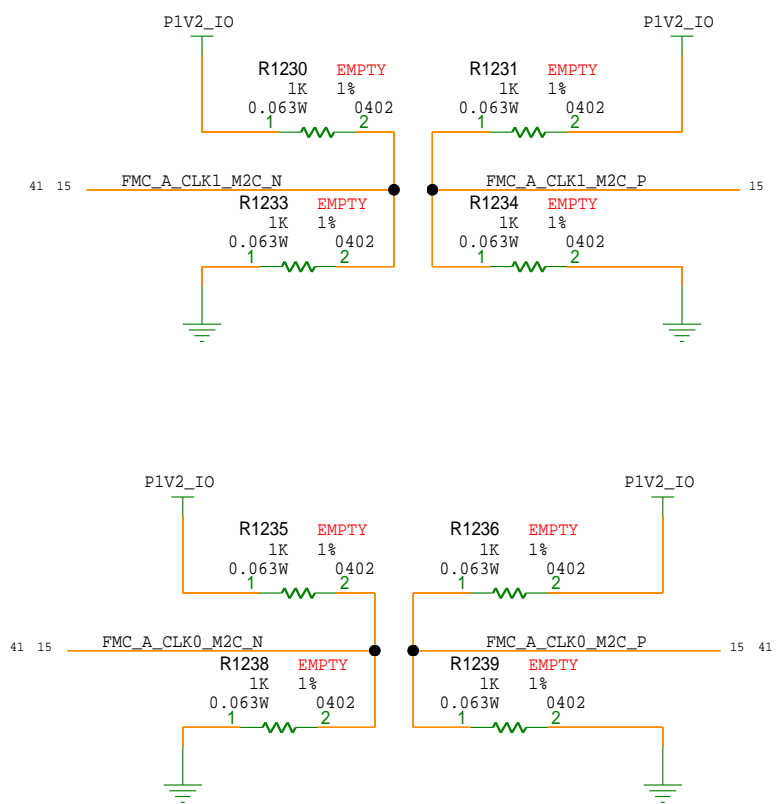 P1V2_IO P1V2_IO
R1230 EMPTY R1231 EMPTY
1K 1% 1K 1%
0.063W 0402 0.063W 0402
1 2 1 2
41 15 FMC_A_CLK1_M2C_N FMC_A_CLK1_M2C_P 15
R1233 EMPTY R1234 EMPTY
1K 1% 1K 1%
0.063W 0402 0.063W 0402
1 2 1 2
P1V2_IO P1V2_IO
R1235 EMPTY R1236 EMPTY
1K 1% 1K 1%
0.063W 0402 0.063W 0402
1 2 1 2
41 15 FMC_A_CLK0_M2C_N FMC_A_CLK0_M2C_P 15 41
R1238 EMPTY R1239 EMPTY
1K 1% 1K 1%
0.063W 0402 0.063W 0402
1 2 1 2